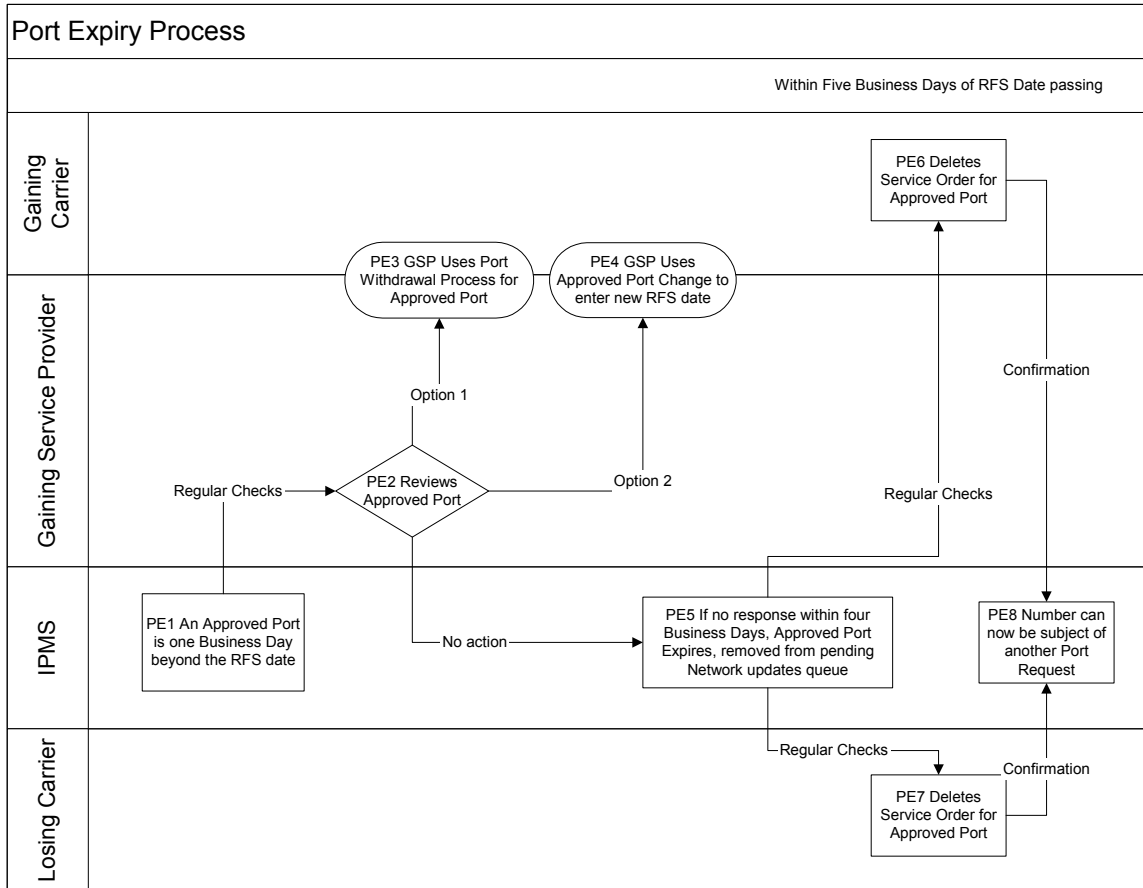 Port Expiry Process
Within Five Business Days of RFS Date passing
Gaining
Carrier
PE6 Deletes
Service Order for
Approved Port
PE3 GSP Uses Port
Withdrawal Process for
Approved Port
PE4 GSP Uses
Approved Port Change to
enter new RFS date
Gaining Service Provider
Confirmation
Option 1
PE2 Reviews
Approved Port
Option 2
Regular Checks
Regular Checks
IPMS
PE1 An Approved Port
is one Business Day
beyond the RFS date
No action
PE5 If no response within four
Business Days, Approved Port
Expires, removed from pending
Network updates queue
PE8 Number can
now be subject of
another Port
Request
Losing Carrier
Regular Checks
Confirmation
PE7 Deletes
Service Order for
Approved Port